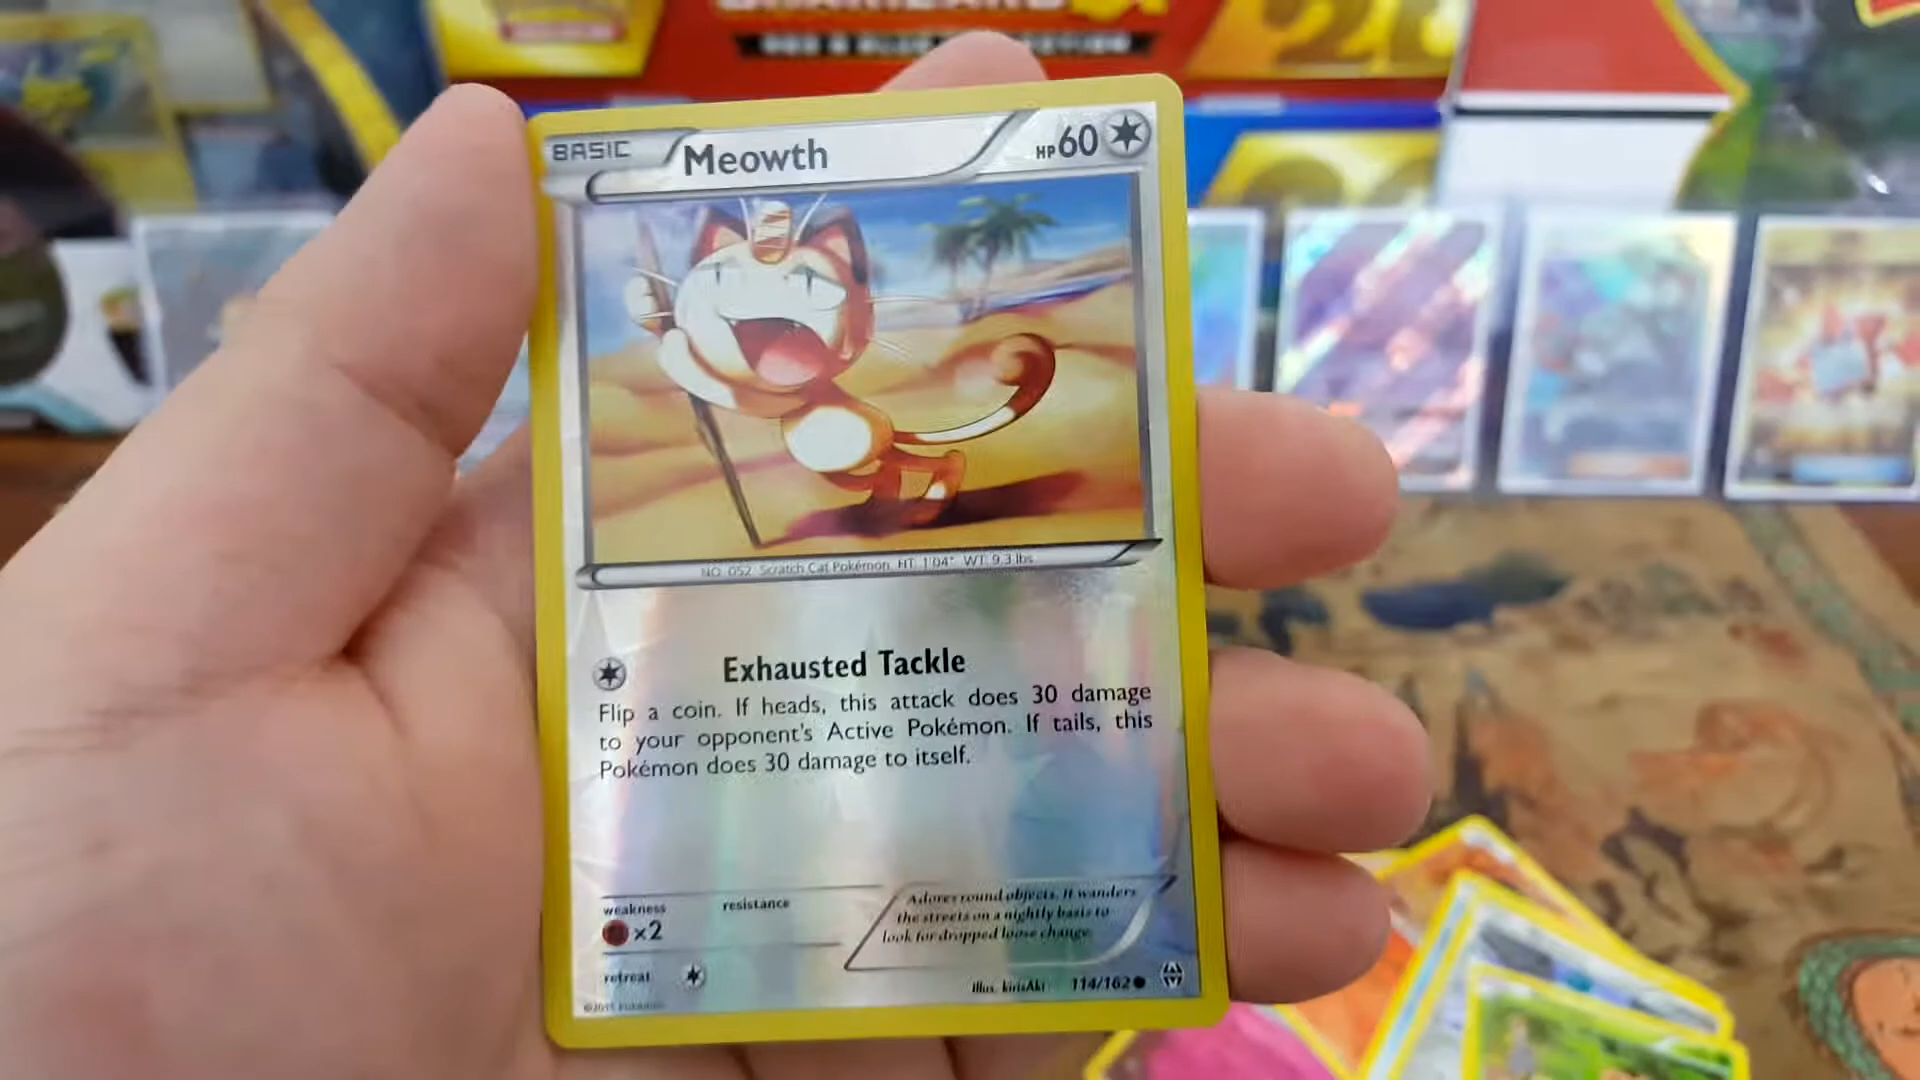 BASIC Meowth HP60
NO. 052 Scratch Cat Pokémon HT: 1'04" WT: 9.3 lbs
Exhausted Tackle
Flip a coin. If heads, this attack does 30 damage
to your opponent's Active Pokémon. If tails, this
Pokémon does 30 damage to itself.
weakness resistance
×2
retreat
Adores round objects. It wanders
the streets on a nightly basis to
look for dropped loose change.
Illus. kirisAki 114/162